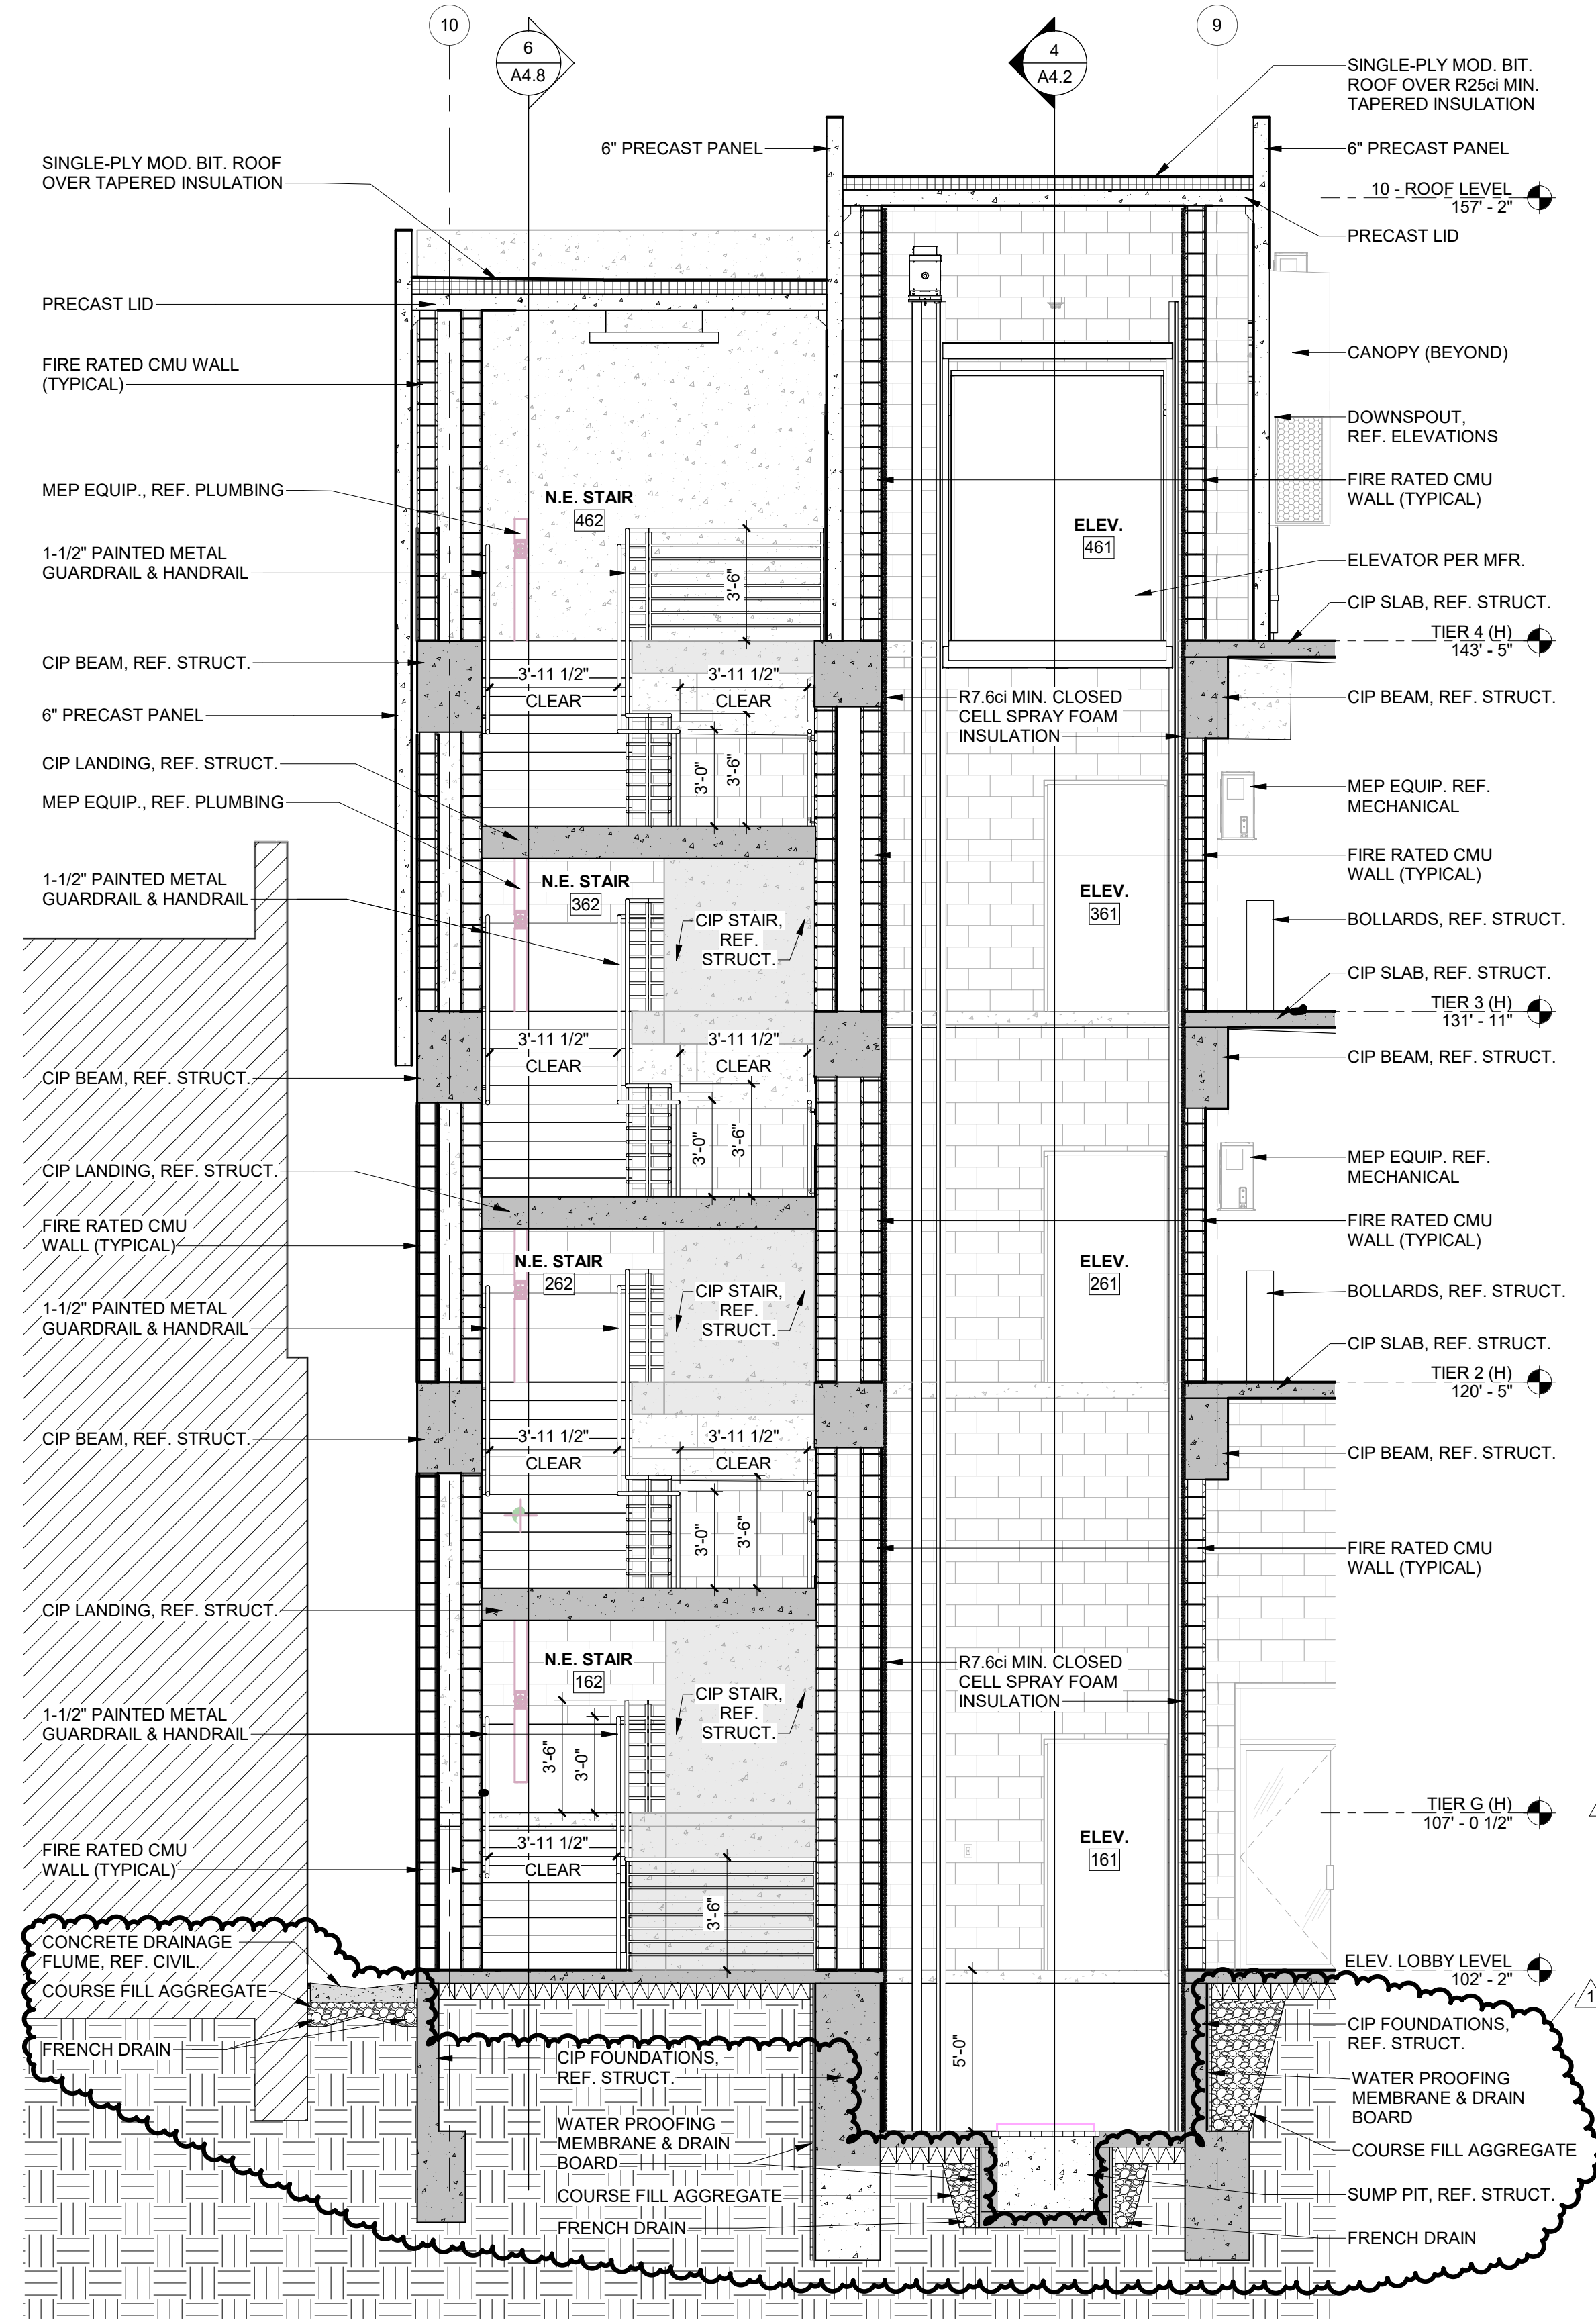 10
6
A4.8
4
A4.2
9
SINGLE-PLY MOD. BIT.
ROOF OVER R25ci MIN.
TAPERED INSULATION
6" PRECAST PANEL
6" PRECAST PANEL
SINGLE-PLY MOD. BIT. ROOF
OVER TAPERED INSULATION
10 - ROOF LEVEL
157' - 2"
PRECAST LID
PRECAST LID
FIRE RATED CMU WALL
(TYPICAL)
CANOPY (BEYOND)
DOWNSPOUT,
REF. ELEVATIONS
MEP EQUIP., REF. PLUMBING
N.E. STAIR
462
FIRE RATED CMU
WALL (TYPICAL)
ELEV.
461
1-1/2" PAINTED METAL
GUARDRAIL & HANDRAIL
3'-6"
ELEVATOR PER MFR.
CIP SLAB, REF. STRUCT.
TIER 4 (H)
143' - 5"
CIP BEAM, REF. STRUCT.
3'-11 1/2"
CLEAR
3'-11 1/2"
CLEAR
R7.6ci MIN. CLOSED
CELL SPRAY FOAM
INSULATION
CIP BEAM, REF. STRUCT.
6" PRECAST PANEL
CIP LANDING, REF. STRUCT.
3'-0"
3'-6"
MEP EQUIP., REF. PLUMBING
MEP EQUIP. REF.
MECHANICAL
FIRE RATED CMU
WALL (TYPICAL)
1-1/2" PAINTED METAL
GUARDRAIL & HANDRAIL
N.E. STAIR
362
ELEV.
361
CIP STAIR,
REF.
STRUCT.
BOLLARDS, REF. STRUCT.
CIP SLAB, REF. STRUCT.
TIER 3 (H)
131' - 11"
3'-11 1/2"
CLEAR
3'-11 1/2"
CLEAR
CIP BEAM, REF. STRUCT.
CIP BEAM, REF. STRUCT.
3'-0"
3'-6"
CIP LANDING, REF. STRUCT.
MEP EQUIP. REF.
MECHANICAL
FIRE RATED CMU
WALL (TYPICAL)
FIRE RATED CMU
WALL (TYPICAL)
N.E. STAIR
262
ELEV.
261
1-1/2" PAINTED METAL
GUARDRAIL & HANDRAIL
CIP STAIR,
REF.
STRUCT.
BOLLARDS, REF. STRUCT.
CIP SLAB, REF. STRUCT.
TIER 2 (H)
120' - 5"
CIP BEAM, REF. STRUCT.
3'-11 1/2"
CLEAR
3'-11 1/2"
CLEAR
CIP BEAM, REF. STRUCT.
3'-0"
3'-6"
FIRE RATED CMU
WALL (TYPICAL)
CIP LANDING, REF. STRUCT.
N.E. STAIR
162
R7.6ci MIN. CLOSED
CELL SPRAY FOAM
INSULATION
CIP STAIR,
REF.
STRUCT.
1-1/2" PAINTED METAL
GUARDRAIL & HANDRAIL
3'-6"
3'-0"
TIER G (H)
107' - 0 1/2"
FIRE RATED CMU
WALL (TYPICAL)
3'-11 1/2"
CLEAR
ELEV.
161
3'-6"
CONCRETE DRAINAGE
FLUME, REF. CIVIL.
COURSE FILL AGGREGATE
FRENCH DRAIN
ELEV. LOBBY LEVEL
102' - 2"
1
5'-0"
CIP FOUNDATIONS,
REF. STRUCT.
CIP FOUNDATIONS,
REF. STRUCT.
WATER PROOFING
MEMBRANE & DRAIN
BOARD
WATER PROOFING
MEMBRANE & DRAIN
BOARD
COURSE FILL AGGREGATE
COURSE FILL AGGREGATE
SUMP PIT, REF. STRUCT.
FRENCH DRAIN
FRENCH DRAIN